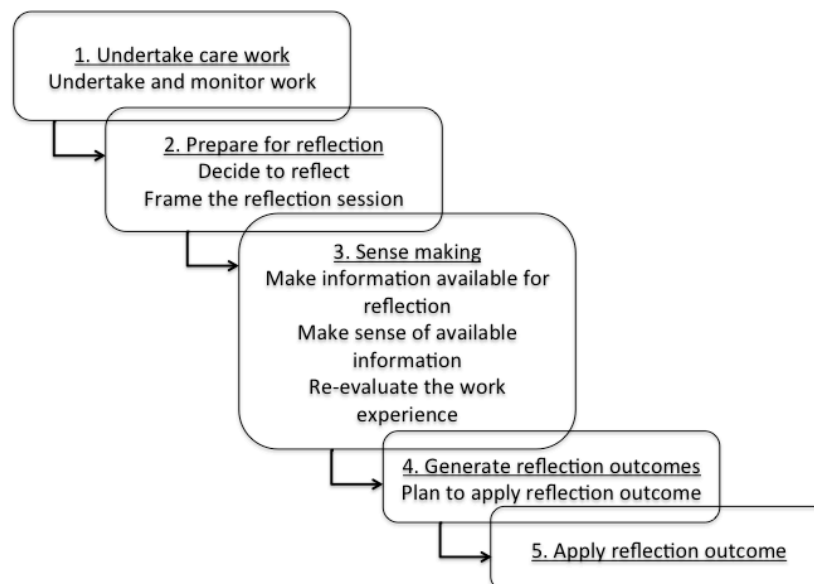 1. Undertake care work
Undertake and monitor work
2. Prepare for reflection
Decide to reflect
Frame the reflection session
3. Sense making
Make information available for
reflection
Make sense of available
information
Re-evaluate the work
experience
4. Generate reflection outcomes
Plan to apply reflection outcome
5. Apply reflection outcome